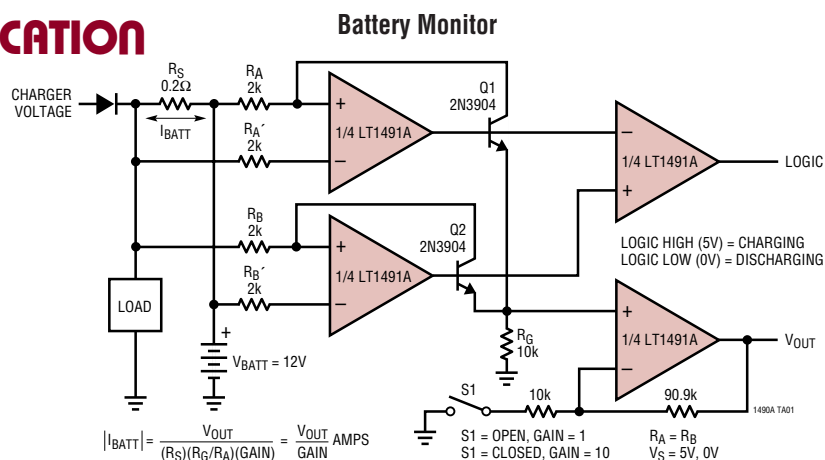 CATION
Battery Monitor
CHARGER
VOLTAGE
RS
0.2Ω
IBATT
RA
2k
RA´
2k
+
1/4 LT1491A
−
Q1
2N3904
−
1/4 LT1491A
+
LOGIC
RB
2k
RB´
2k
+
1/4 LT1491A
−
Q2
2N3904
LOGIC HIGH (5V) = CHARGING
LOGIC LOW (0V) = DISCHARGING
LOAD
+
VBATT = 12V
RG
10k
+
1/4 LT1491A
−
VOUT
S1
10k
90.9k
1490A TA01
|IBATT| = VOUT / (RS)(RG/RA)(GAIN) = VOUT / GAIN AMPS
S1 = OPEN, GAIN = 1
S1 = CLOSED, GAIN = 10
RA = RB
VS = 5V, 0V